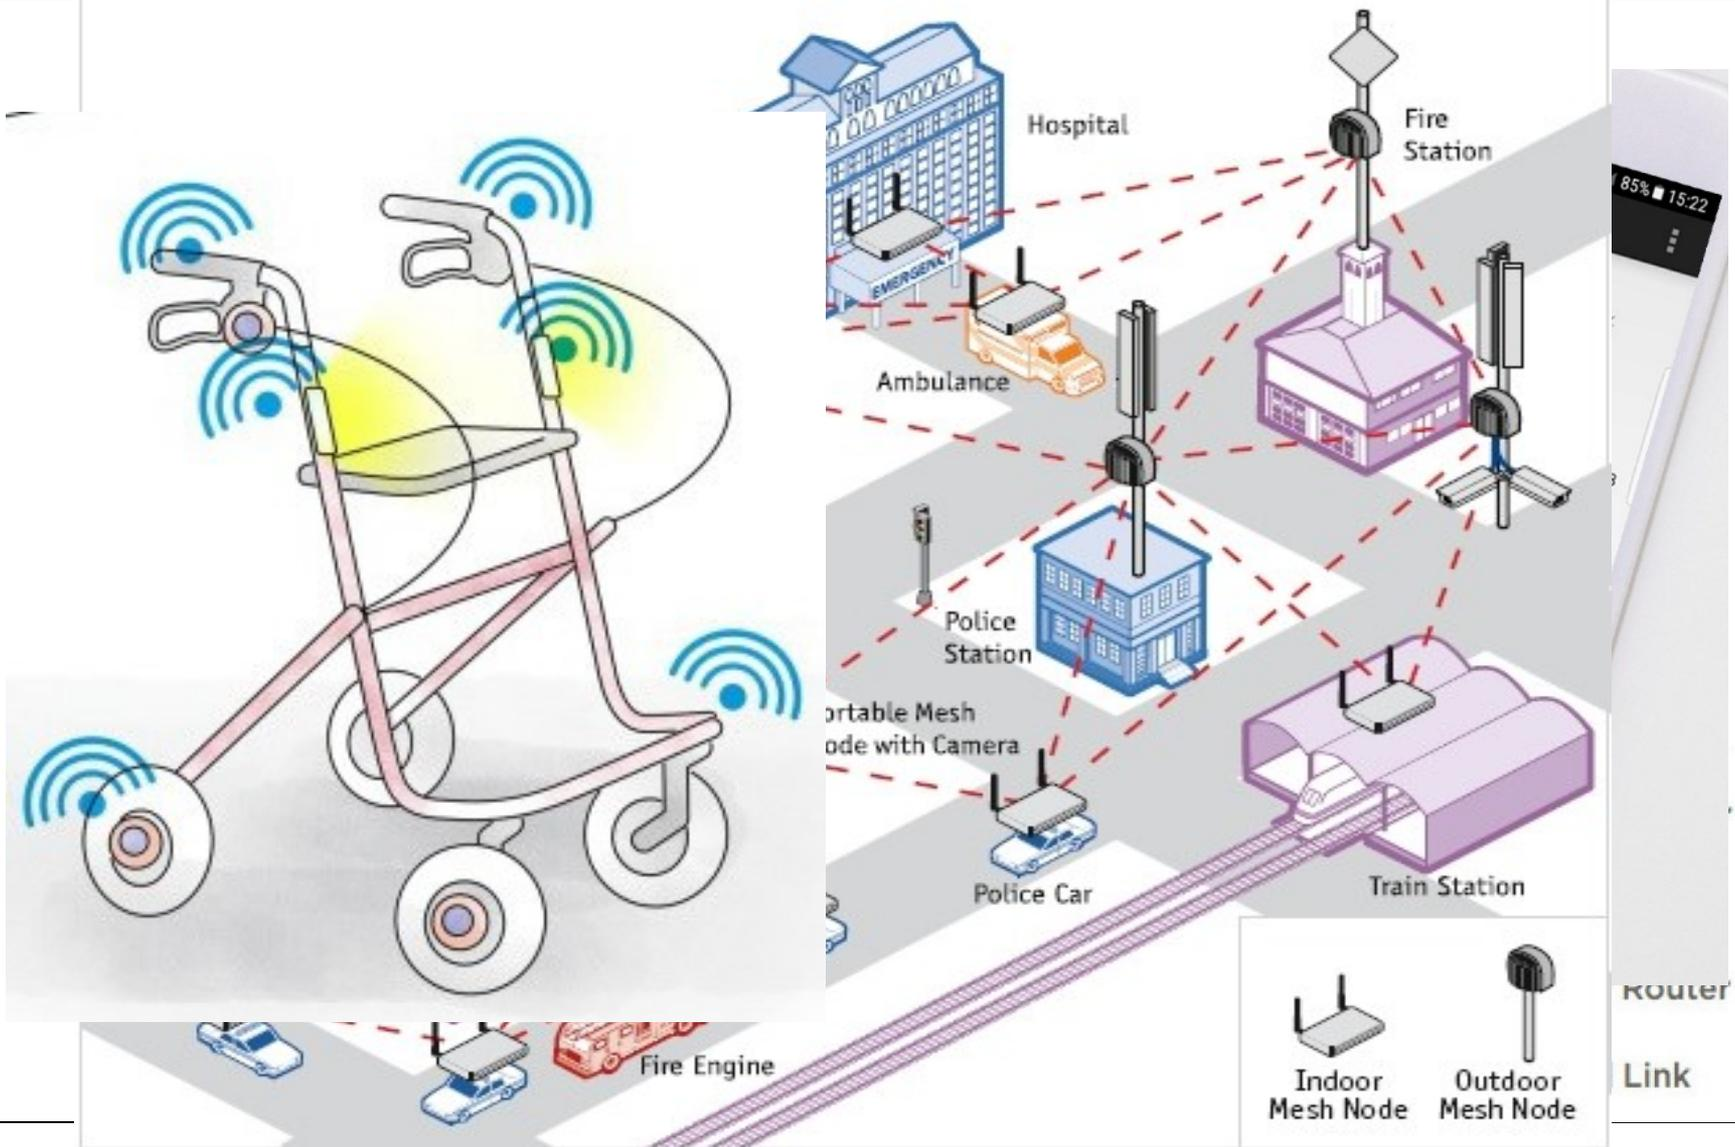 Hospital
Fire
Station
85% 15:22
EMERGENCY
Ambulance
Police
Station
ortable Mesh
ode with Camera
Police Car
Train Station
Router
Fire Engine
Link
Indoor
Mesh Node
Outdoor
Mesh Node